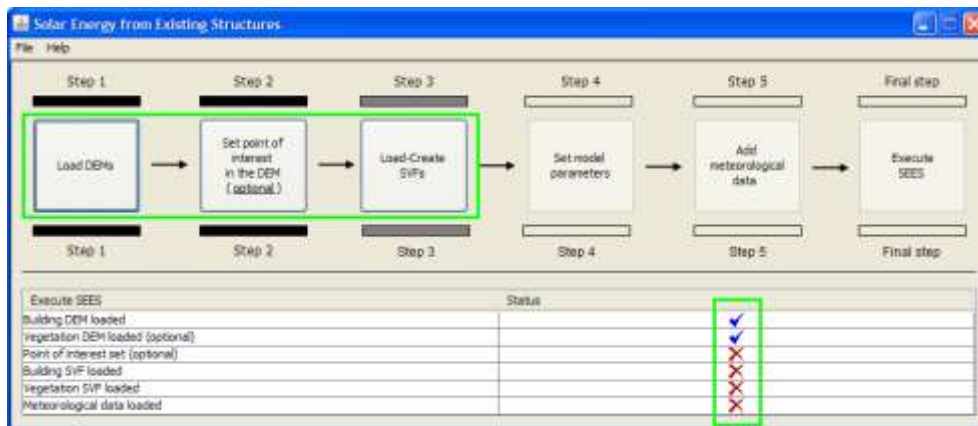 Solar Energy from Existing Structures
File Help
Step 1 Step 2 Step 3 Step 4 Step 5 Final step
Load DEMs
Set point of
interest
in the DEM
( optional )
Load-Create
SVFs
Set model
parameters
Add
meteorological
data
Execute
SEES
Step 1 Step 2 Step 3 Step 4 Step 5 Final step
Execute SEES Status
Building DEM loaded
Vegetation DEM loaded (optional)
Point of interest set (optional)
Building SVF loaded
Vegetation SVF loaded
Meteorological data loaded